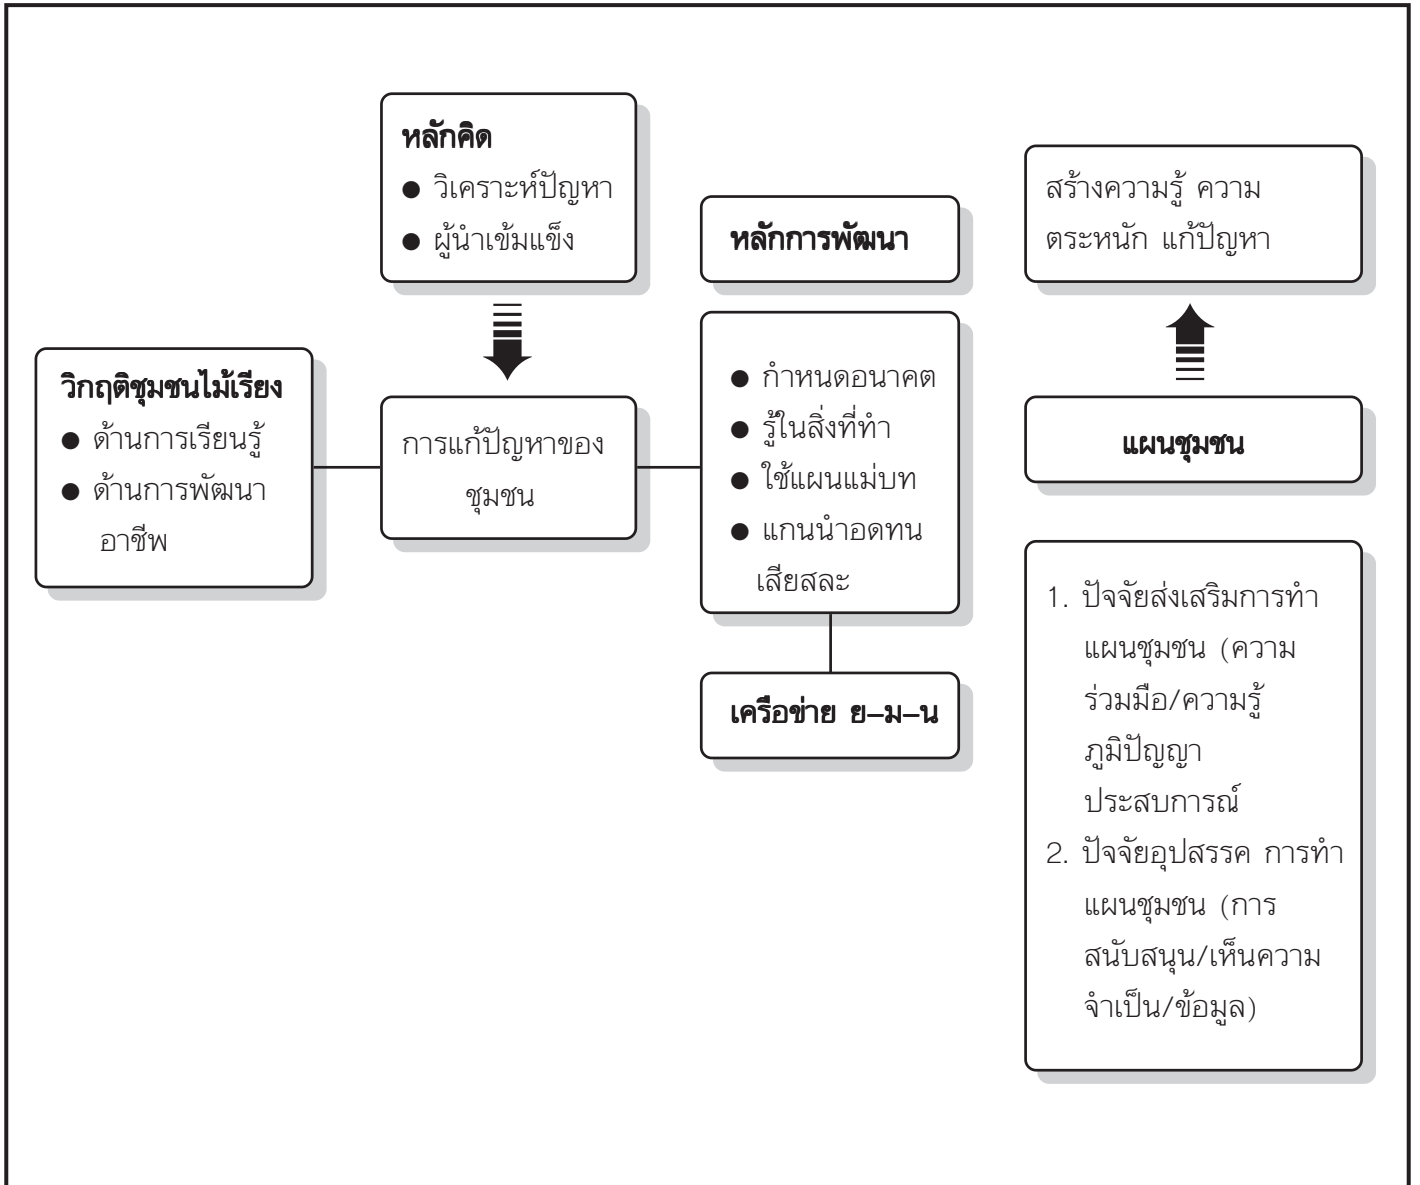 หลักคิด
● วิเคราะห์ปัญหา
● ผู้นำเข้มแข็ง
วิกฤติชุมชนไม้เรียง
● ด้านการเรียนรู้
● ด้านการพัฒนา
อาชีพ
การแก้ปัญหาของ
ชุมชน
หลักการพัฒนา
● กำหนดอนาคต
● รู้ในสิ่งที่ทำ
● ใช้แผนแม่บท
● แกนนำอดทน
เสียสละ
เครือข่าย ย–ม–น
สร้างความรู้ ความ
ตระหนัก แก้ปัญหา
แผนชุมชน
1. ปัจจัยส่งเสริมการทำ
แผนชุมชน (ความ
ร่วมมือ/ความรู้
ภูมิปัญญา
ประสบการณ์
2. ปัจจัยอุปสรรค การทำ
แผนชุมชน (การ
สนับสนุน/เห็นความ
จำเป็น/ข้อมูล)